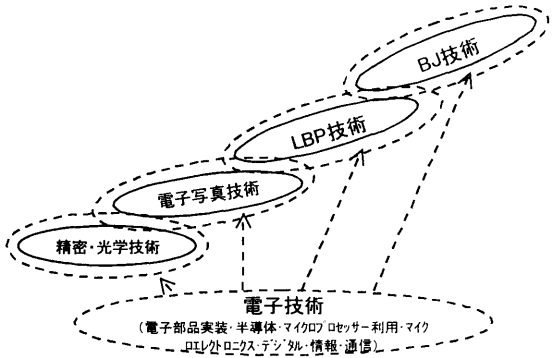 BJ技術
LBP技術
電子写真技術
精密・光学技術
電子技術
(電子部品実装・半導体・マイクロプロセッサー利用・マイク
ロエレクトロニクス・デジタル・情報・通信)